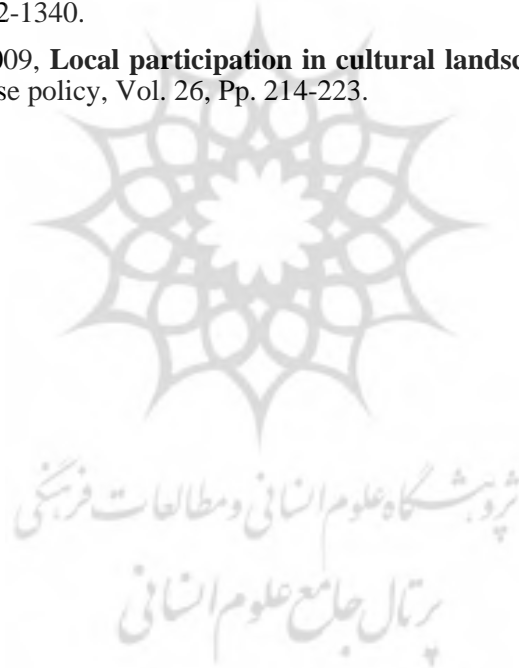 2-1340.
009, Local participation in cultural landsc
se policy, Vol. 26, Pp. 214-223.
پژوهشگاه علوم انسانی و مطالعات فرهنگی
پرتال جامع علوم انسانی